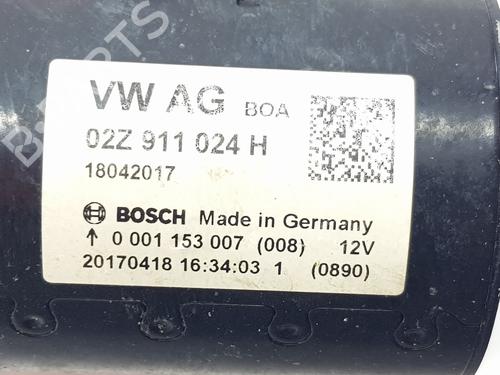 VW AG BOA
02Z 911 024 H
18042017
BOSCH Made in Germany
↑ 0 001 153 007 (008) 12V
20170418 16:34:03 1 (0890)